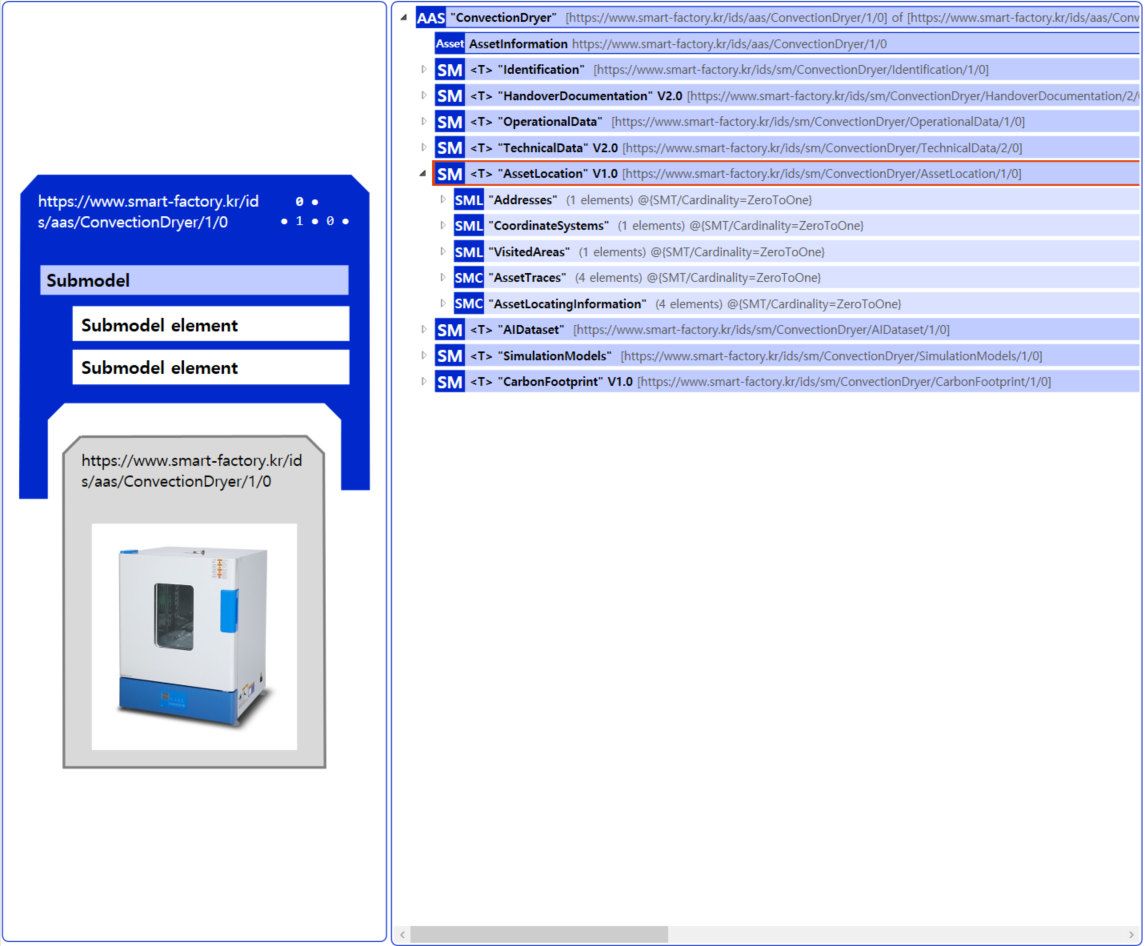 https://www.smart-factory.kr/id
s/aas/ConvectionDryer/1/0
0 ●
● 1 ● 0 ●
Submodel
Submodel element
Submodel element
https://www.smart-factory.kr/id
s/aas/ConvectionDryer/1/0
AAS "ConvectionDryer" [https://www.smart-factory.kr/ids/aas/ConvectionDryer/1/0] of [https://www.smart-factory.kr/ids/aas/Conv
Asset AssetInformation https://www.smart-factory.kr/ids/aas/ConvectionDryer/1/0
SM <T> "Identification" [https://www.smart-factory.kr/ids/sm/ConvectionDryer/Identification/1/0]
SM <T> "HandoverDocumentation" V2.0 [https://www.smart-factory.kr/ids/sm/ConvectionDryer/HandoverDocumentation/2/
SM <T> "OperationalData" [https://www.smart-factory.kr/ids/sm/ConvectionDryer/OperationalData/1/0]
SM <T> "TechnicalData" V2.0 [https://www.smart-factory.kr/ids/sm/ConvectionDryer/TechnicalData/2/0]
SM <T> "AssetLocation" V1.0 [https://www.smart-factory.kr/ids/sm/ConvectionDryer/AssetLocation/1/0]
SML "Addresses" (1 elements) @{SMT/Cardinality=ZeroToOne}
SML "CoordinateSystems" (1 elements) @{SMT/Cardinality=ZeroToOne}
SML "VisitedAreas" (1 elements) @{SMT/Cardinality=ZeroToOne}
SMC "AssetTraces" (4 elements) @{SMT/Cardinality=ZeroToOne}
SMC "AssetLocatingInformation" (4 elements) @{SMT/Cardinality=ZeroToOne}
SM <T> "AIDataset" [https://www.smart-factory.kr/ids/sm/ConvectionDryer/AIDataset/1/0]
SM <T> "SimulationModels" [https://www.smart-factory.kr/ids/sm/ConvectionDryer/SimulationModels/1/0]
SM <T> "CarbonFootprint" V1.0 [https://www.smart-factory.kr/ids/sm/ConvectionDryer/CarbonFootprint/1/0]